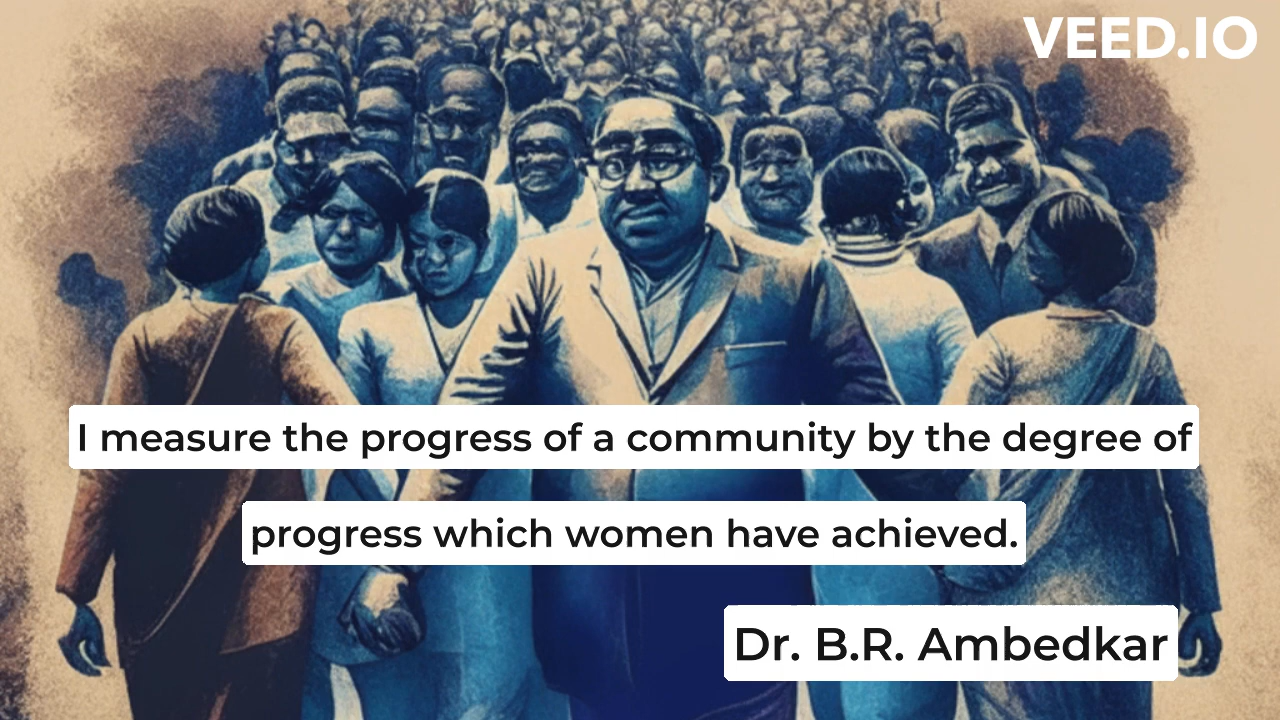 VEED.IO
I measure the progress of a community by the degree of
progress which women have achieved.
Dr. B.R. Ambedkar